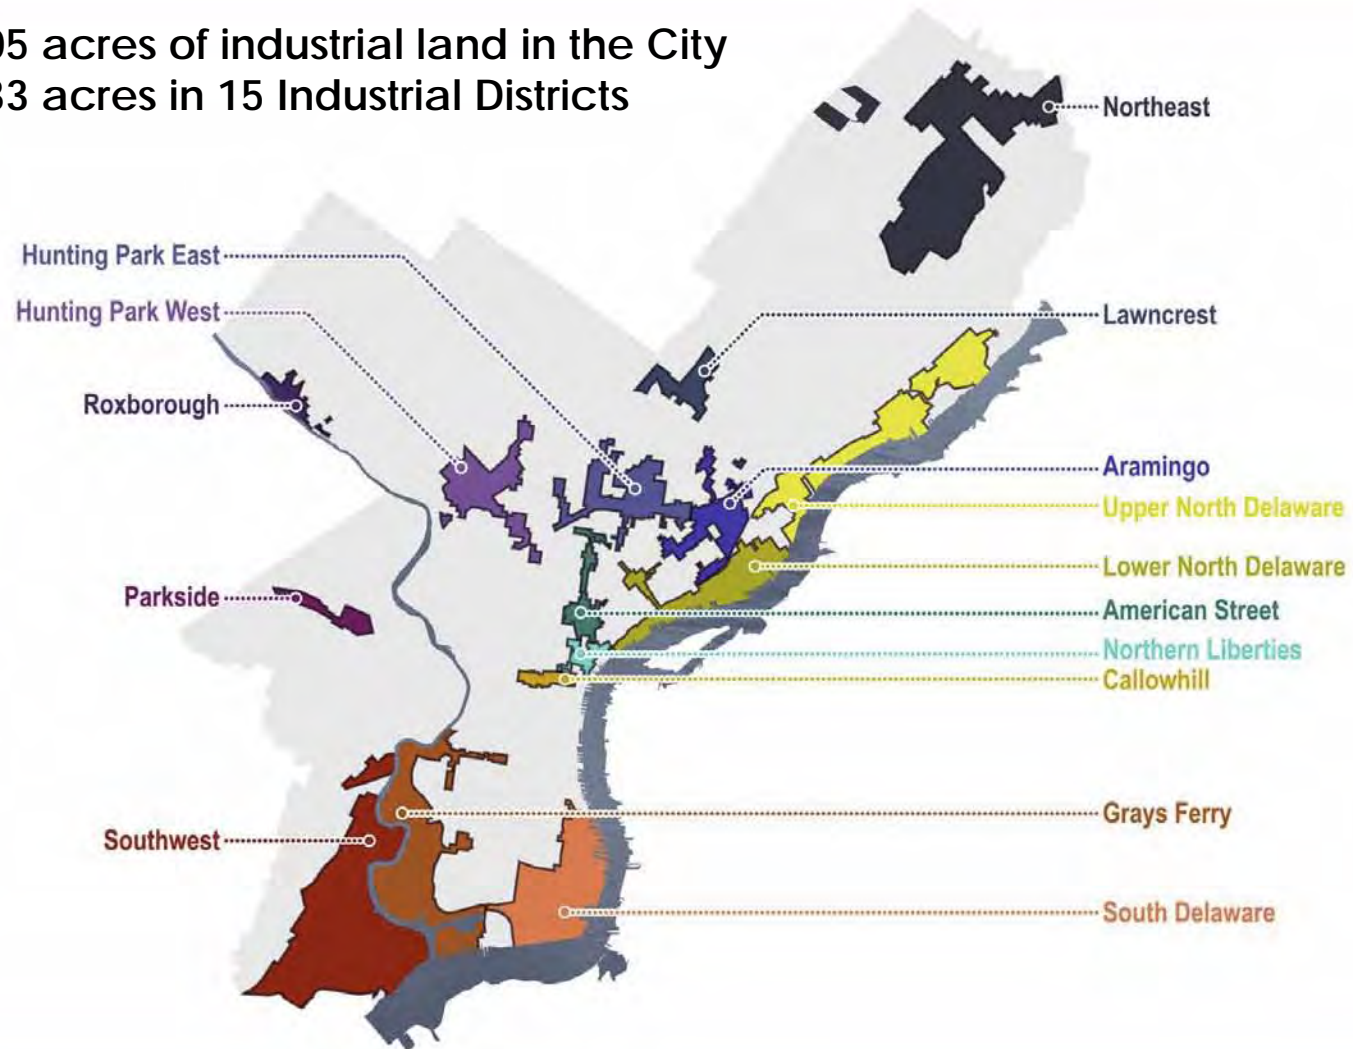 05 acres of industrial land in the City
33 acres in 15 Industrial Districts
Northeast
Hunting Park East
Hunting Park West
Lawncrest
Roxborough
Aramingo
Upper North Delaware
Lower North Delaware
Parkside
American Street
Northern Liberties
Callowhill
Grays Ferry
Southwest
South Delaware